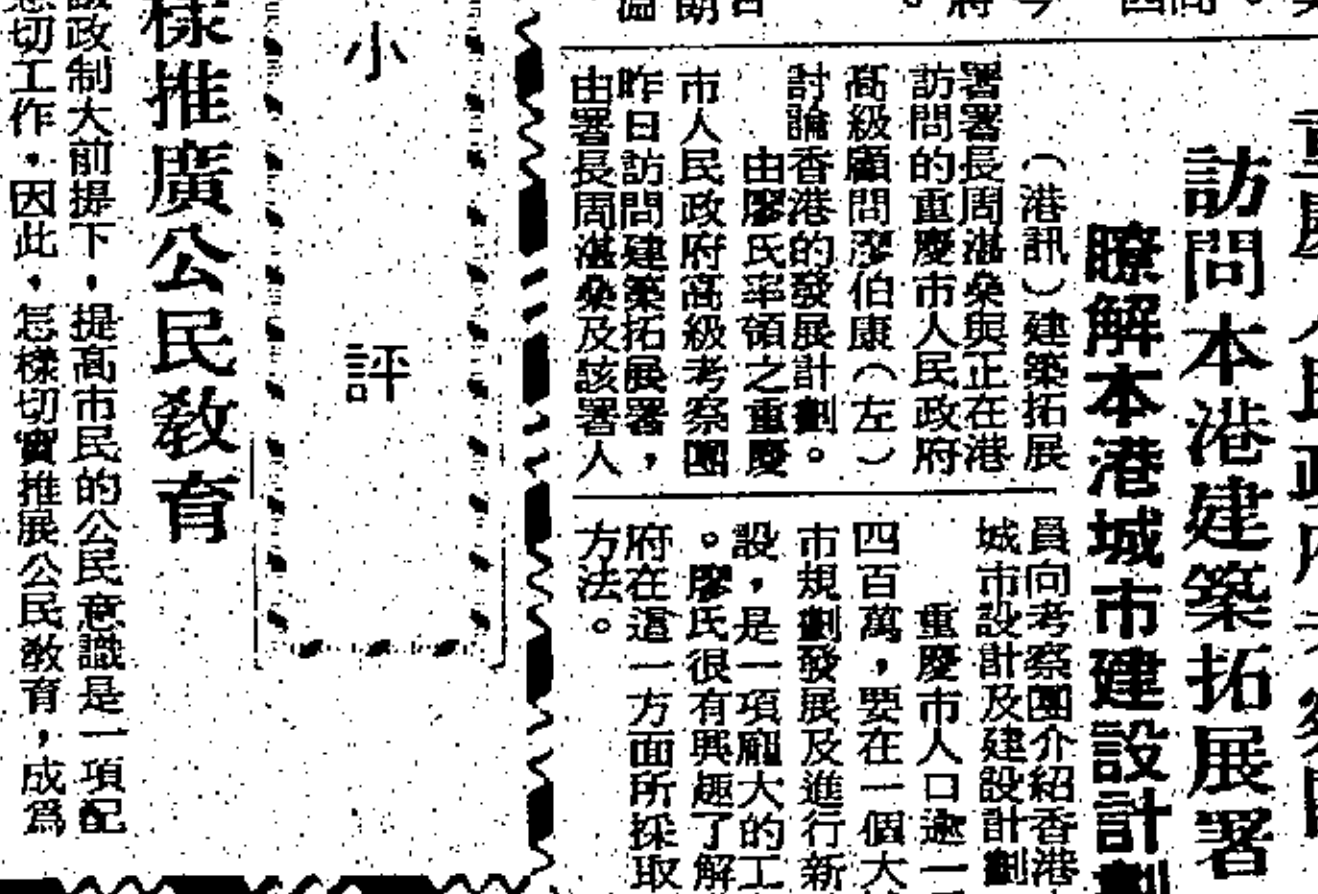 訪問本港建築拓展署
瞭解本港城市建設計劃
（港訊）建築拓展
署署長周湛燊與正在港
訪問的重慶市人民政府
高級顧問廖伯康（左）
討論香港的發展計劃。
由廖氏率領之重慶
市人民政府高級考察團
昨日訪問建築拓展署，
由署長周湛燊及該署人
員向考察團介紹香港
城市設計及建設計劃
重慶市人口逾一
四百萬，要在一個大
市規劃發展及進行新
設，是一項龐大的工
。廖氏很有興趣了解
府在這一方面所採取
方法。
小評
樣推廣公民教育
政制大前提下，提高市民的公民意識是一項配
切工作。因此，怎樣切實推展公民教育，成爲